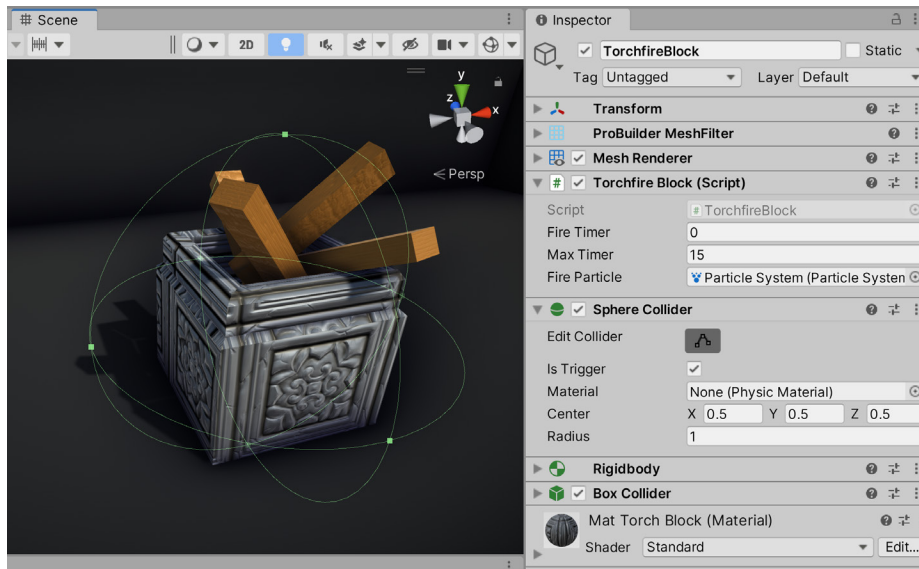 Scene
Inspector
2D
TorchfireBlock
Static
Tag Untagged
Layer Default
y
z
x
Persp
Transform
ProBuilder MeshFilter
Mesh Renderer
Torchfire Block (Script)
Script
TorchfireBlock
Fire Timer
0
Max Timer
15
Fire Particle
Particle System (Particle System
Sphere Collider
Edit Collider
Is Trigger
Material
None (Physic Material)
Center
X 0.5 Y 0.5 Z 0.5
Radius
1
Rigidbody
Box Collider
Mat Torch Block (Material)
Shader Standard
Edit...